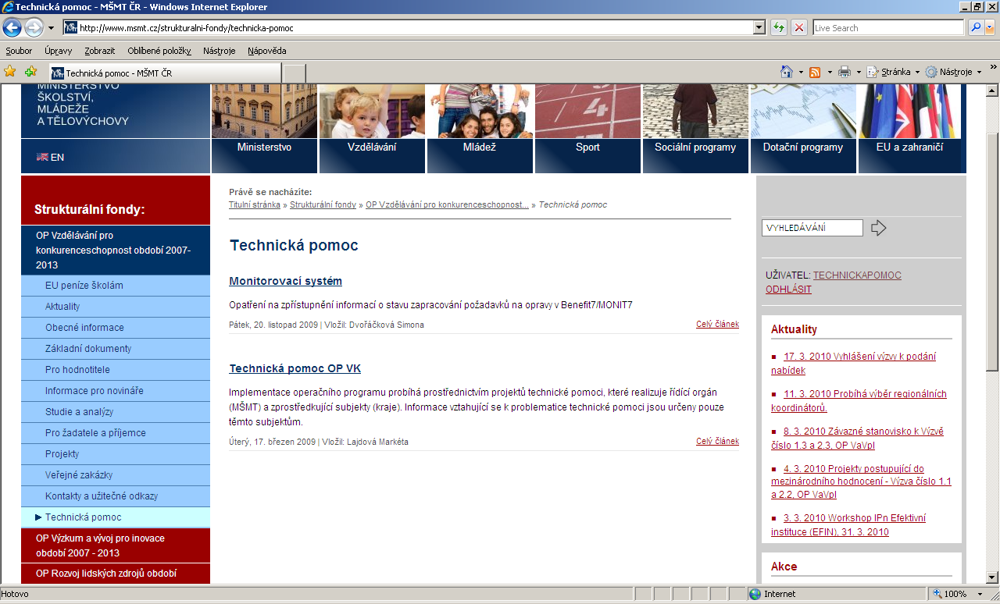 Technická pomoc - MŠMT ČR - Windows Internet Explorer
http://www.msmt.cz/strukturalni-fondy/technicka-pomoc
Live Search
Soubor Úpravy Zobrazit Oblíbené položky Nástroje Nápověda
Technická pomoc - MŠMT ČR
Stránka Nástroje »
MINISTERSTVO
ŠKOLSTVÍ,
MLÁDEŽE
A TĚLOVÝCHOVY
EN
Ministerstvo
Vzdělávání
Mládež
4
Sport
Sociální programy
Dotační programy
EU a zahraničí
Strukturální fondy:
OP Vzdělávání pro
konkurenceschopnost období 2007-
2013
EU peníze školám
Aktuality
Obecné informace
Základní dokumenty
Pro hodnotitele
Informace pro novináře
Studie a analýzy
Pro žadatele a příjemce
Projekty
Veřejné zakázky
Kontakty a užitečné odkazy
Technická pomoc
OP Výzkum a vývoj pro inovace
období 2007 - 2013
OP Rozvoj lidských zdrojů období
Právě se nacházíte:
Titulní stránka » Strukturální fondy » OP Vzdělávání pro konkurenceschopnost... » Technická pomoc
Technická pomoc
Monitorovací systém
Opatření na zpřístupnění informací o stavu zapracování požadavků na opravy v Benefit7/MONIT7
Pátek, 20. listopad 2009 | Vložil: Dvořáčková Simona
Celý článek
Technická pomoc OP VK
Implementace operačního programu probíhá prostřednictvím projektů technické pomoci, které realizuje řídící orgán
(MŠMT) a zprostředkující subjekty (kraje). Informace vztahující se k problematice technické pomoci jsou určeny pouze
těmto subjektům.
Úterý, 17. březen 2009 | Vložil: Lajdová Markéta
Celý článek
VYHLEDÁVÁNÍ
UŽIVATEL: TECHNICKAPOMOC
ODHLÁSIT
Aktuality
17. 3. 2010 Vyhlášení výzvy k podání
nabídek
11. 3. 2010 Probíhá výběr regionálních
koordinátorů.
8. 3. 2010 Závazné stanovisko k Výzvě
číslo 1.3 a 2.3, OP VaVpI
4. 3. 2010 Projekty postupující do
mezinárodního hodnocení - Výzva číslo 1.1
a 2.2, OP VaVpI
3. 3. 2010 Workshop IPn Efektivní
instituce (EFIN), 31. 3. 2010
Akce
Hotovo
Internet
100%